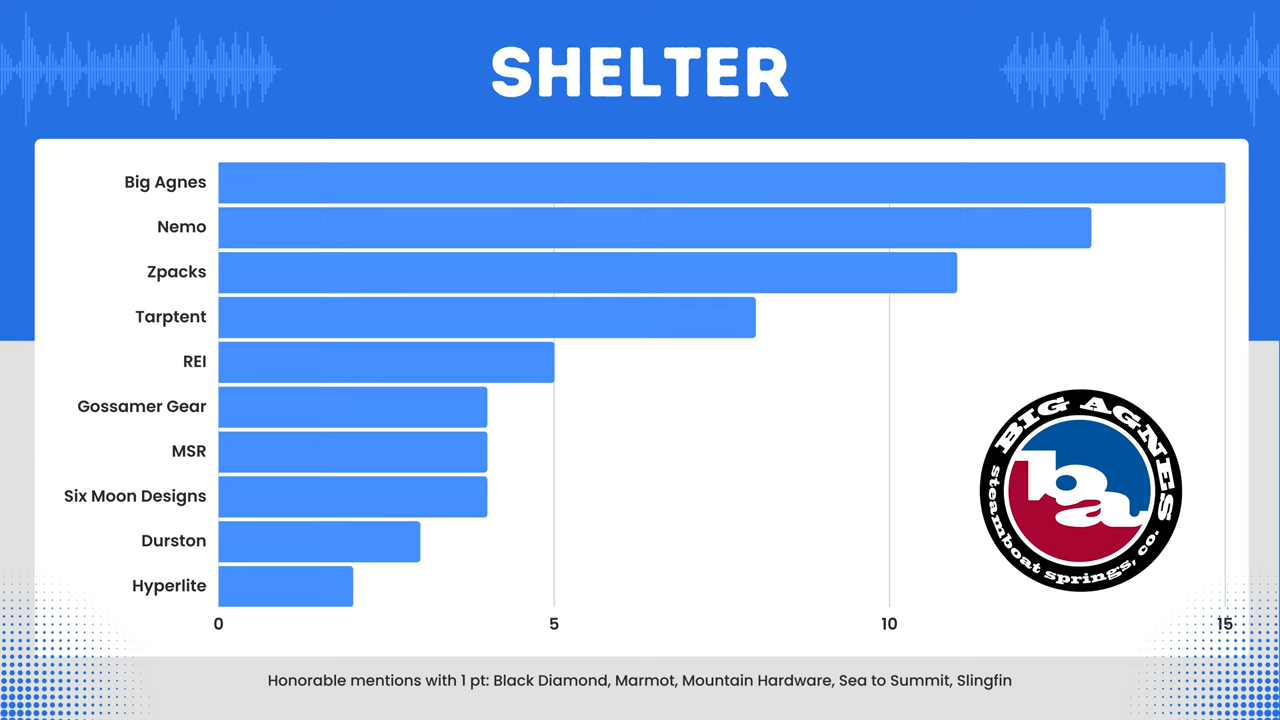 SHELTER
Big Agnes
Nemo
Zpacks
Tarptent
REI
Gossamer Gear
MSR
Six Moon Designs
Durston
Hyperlite
0 5 10 15
BIG AGNES
ba
steamboat springs, co.
Honorable mentions with 1 pt: Black Diamond, Marmot, Mountain Hardware, Sea to Summit, Slingfin